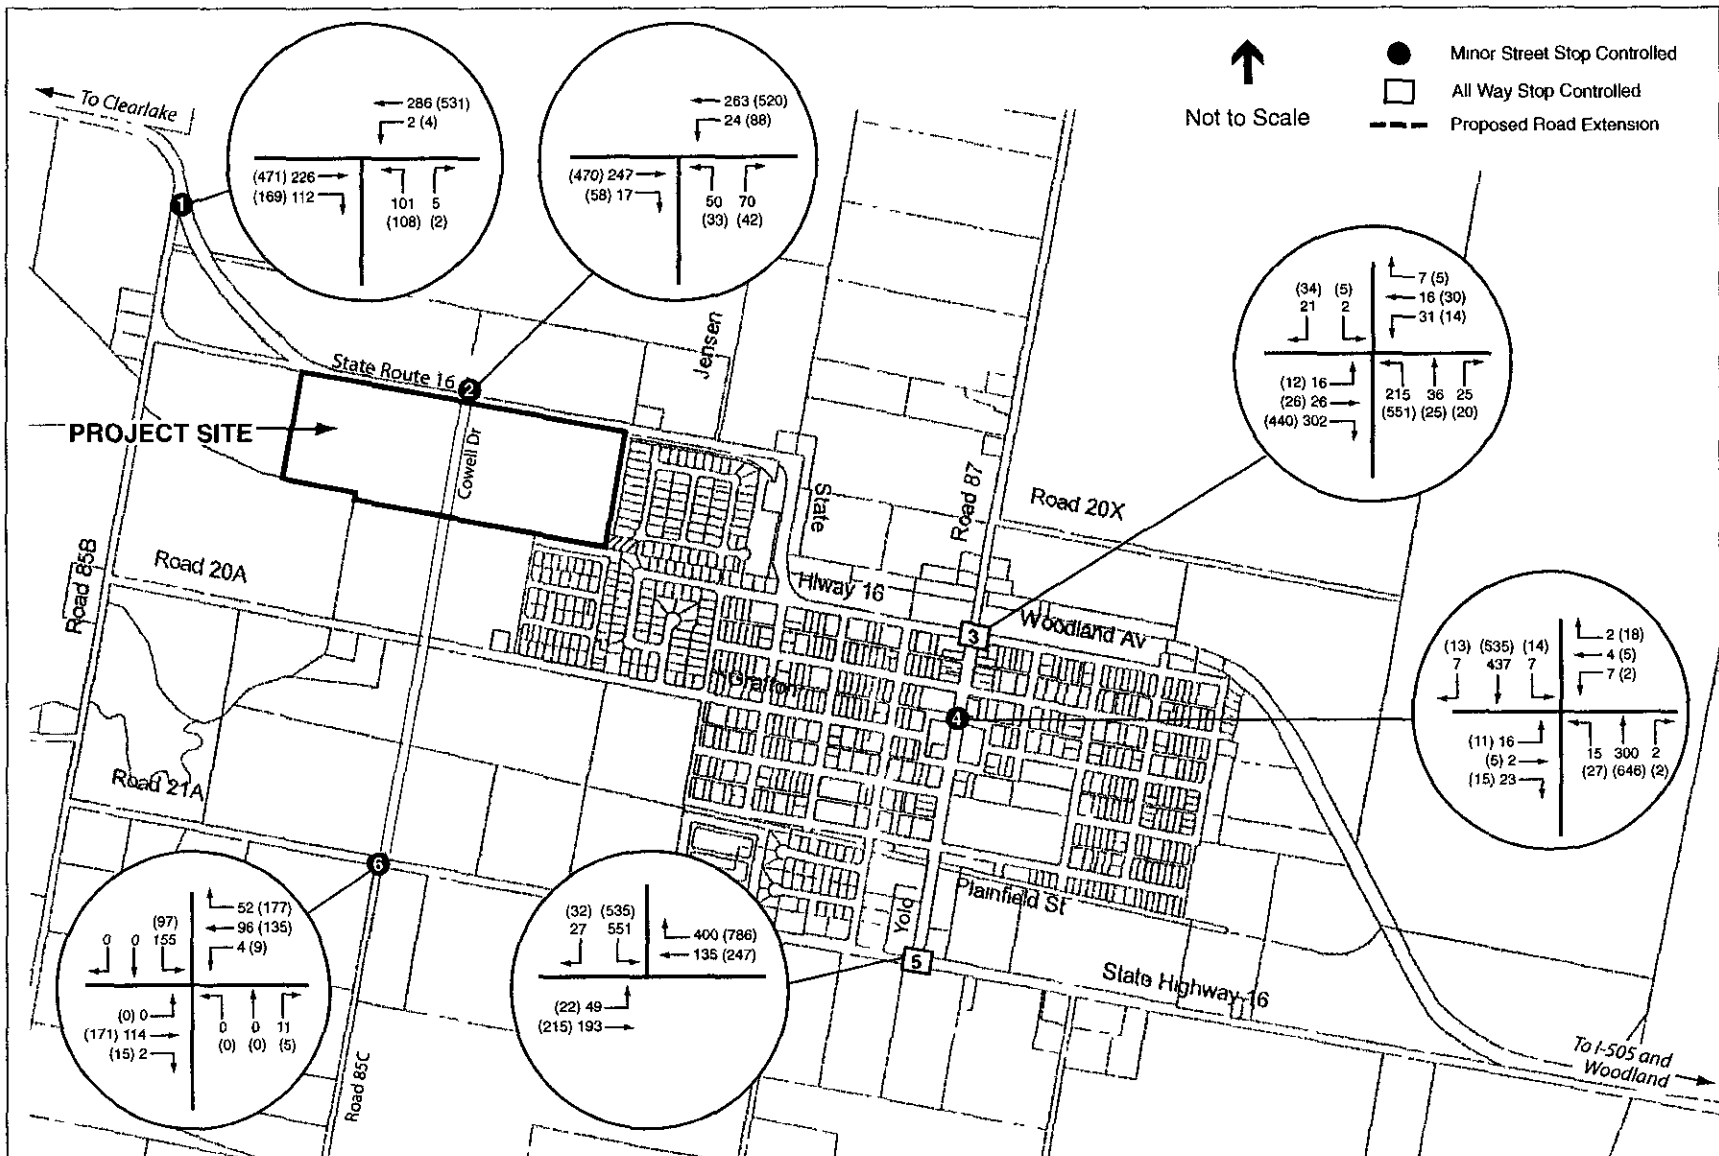 Minor Street Stop Controlled
All Way Stop Controlled
Proposed Road Extension
Not to Scale
To Clearlake
286 (531)
2 (4)
(471) 226
(169) 112
101 5
(108) (2)
263 (520)
24 (88)
(470) 247
(58) 17
50 70
(33) (42)
1
7 (5)
16 (30)
31 (14)
(34) (5)
21 2
(12) 16
(26) 26
(440) 302
215 36 25
(551) (25) (20)
Jensen
State Route 16
2
PROJECT SITE
Cowell Dr
State
Road 87
Road 20X
Road 85B
Road 20A
Hiway 16
3
Woodland Av
Grafton
4
2 (18)
4 (5)
7 (2)
(13) (535) (14)
7 437 7
(11) 16
(5) 2
(15) 23
15 300 2
(27) (646) (2)
Road 21A
6
52 (177)
96 (135)
4 (9)
(97)
0 0 155
(0) 0
(171) 114
(15) 2
0 0 11
(0) (0) (5)
Road 85C
(32) (535)
27 551
400 (786)
135 (247)
(22) 49
(215) 193
Yolo
Plainfield St
5
State Highway 16
To I-505 and
Woodland